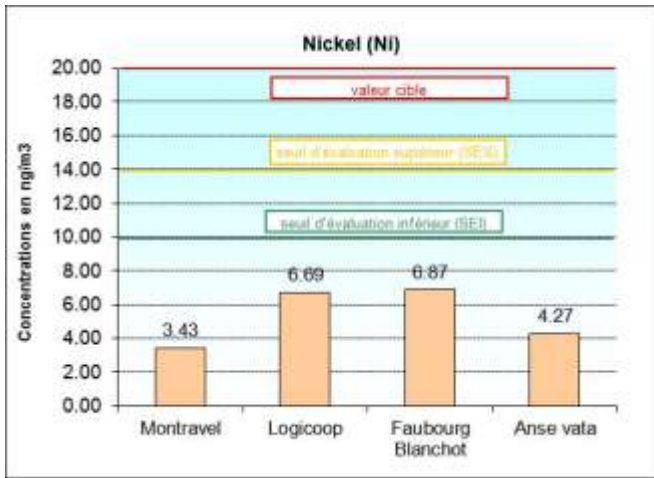 Nickel (Ni)
Concentrations en ng/m3
20.00
valeur cible
18.00
16.00
seuil d'évaluation supérieur (SES)
14.00
12.00
seuil d'évaluation inférieur (SEI)
10.00
8.00
6.00
4.00
2.00
0.00
3.43
6.69
6.87
4.27
Montravel
Logicoop
Faubourg
Blanchot
Anse vata